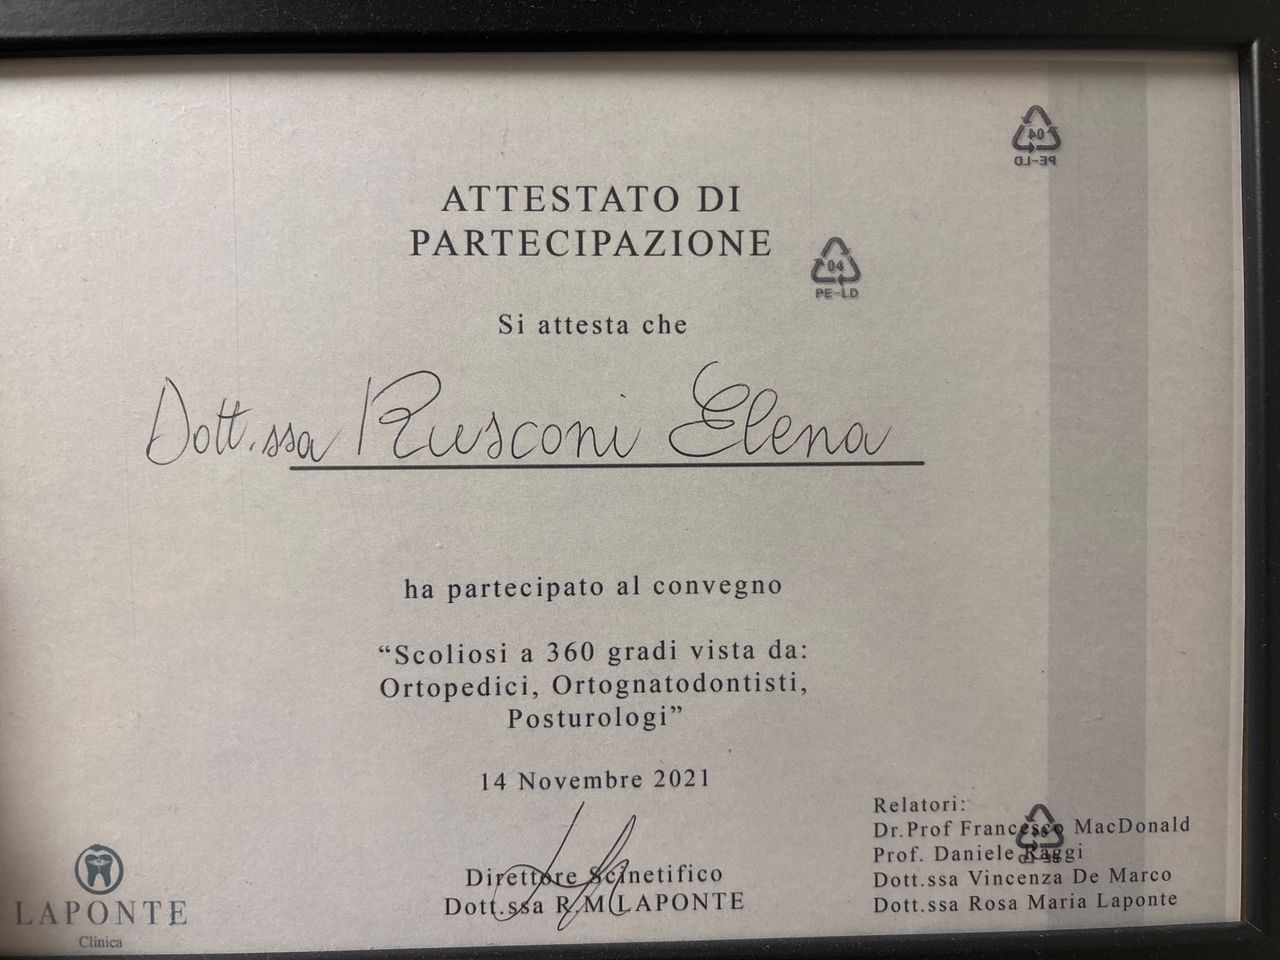 04
PE-LD
ATTESTATO DI
PARTECIPAZIONE
04
PE-LD
Si attesta che
Dott.ssa Rusconi Elena
ha partecipato al convegno
“Scoliosi a 360 gradi vista da:
Ortopedici, Ortognatodontisti,
Posturologi”
14 Novembre 2021
Direttore Scinetifico
Dott.ssa R.M LAPONTE
Relatori:
Dr.Prof Francesco MacDonald
Prof. Daniele Raggi
Dott.ssa Vincenza De Marco
Dott.ssa Rosa Maria Laponte
LAPONTE
Clinica